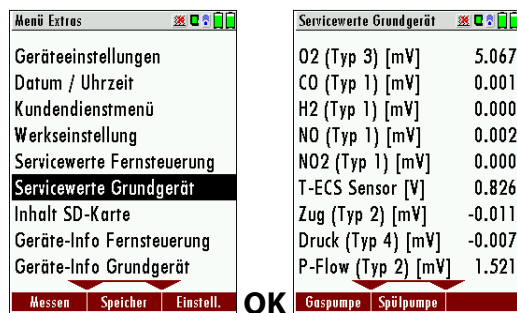 Menü Extras
Geräteeinstellungen
Datum / Uhrzeit
Kundendienstmenü
Werkseinstellung
Servicewerte Fernsteuerung
Servicewerte Grundgerät
Inhalt SD-Karte
Geräte-Info Fernsteuerung
Geräte-Info Grundgerät
Messen Speicher Einstell.
OK
Servicewerte Grundgerät
O2 (Typ 3) [mV] 5.067
CO (Typ 1) [mV] 0.001
H2 (Typ 1) [mV] 0.000
NO (Typ 1) [mV] 0.002
NO2 (Typ 1) [mV] 0.000
T-ECS Sensor [V] 0.826
Zug (Typ 2) [mV] -0.011
Druck (Typ 4) [mV] -0.007
P-Flow (Typ 2) [mV] 1.521
Gaspumpe Spülpumpe